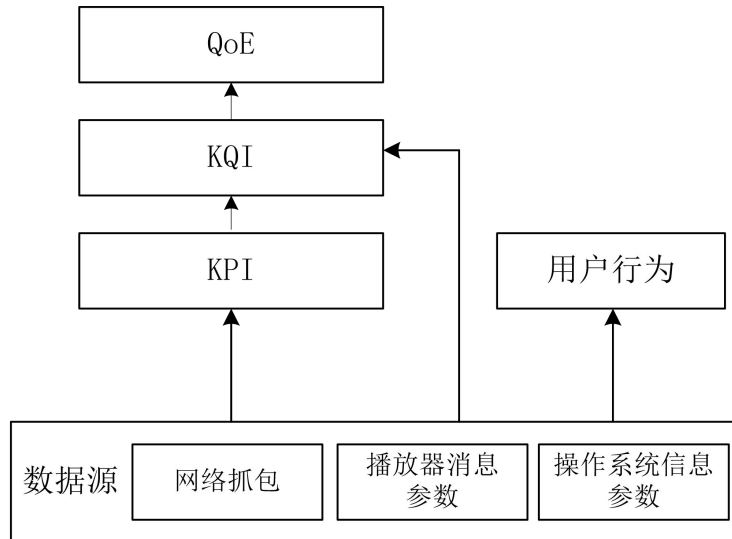 QoE
KQI
KPI
用户行为
数据源
网络抓包
播放器消息
参数
操作系统信息
参数